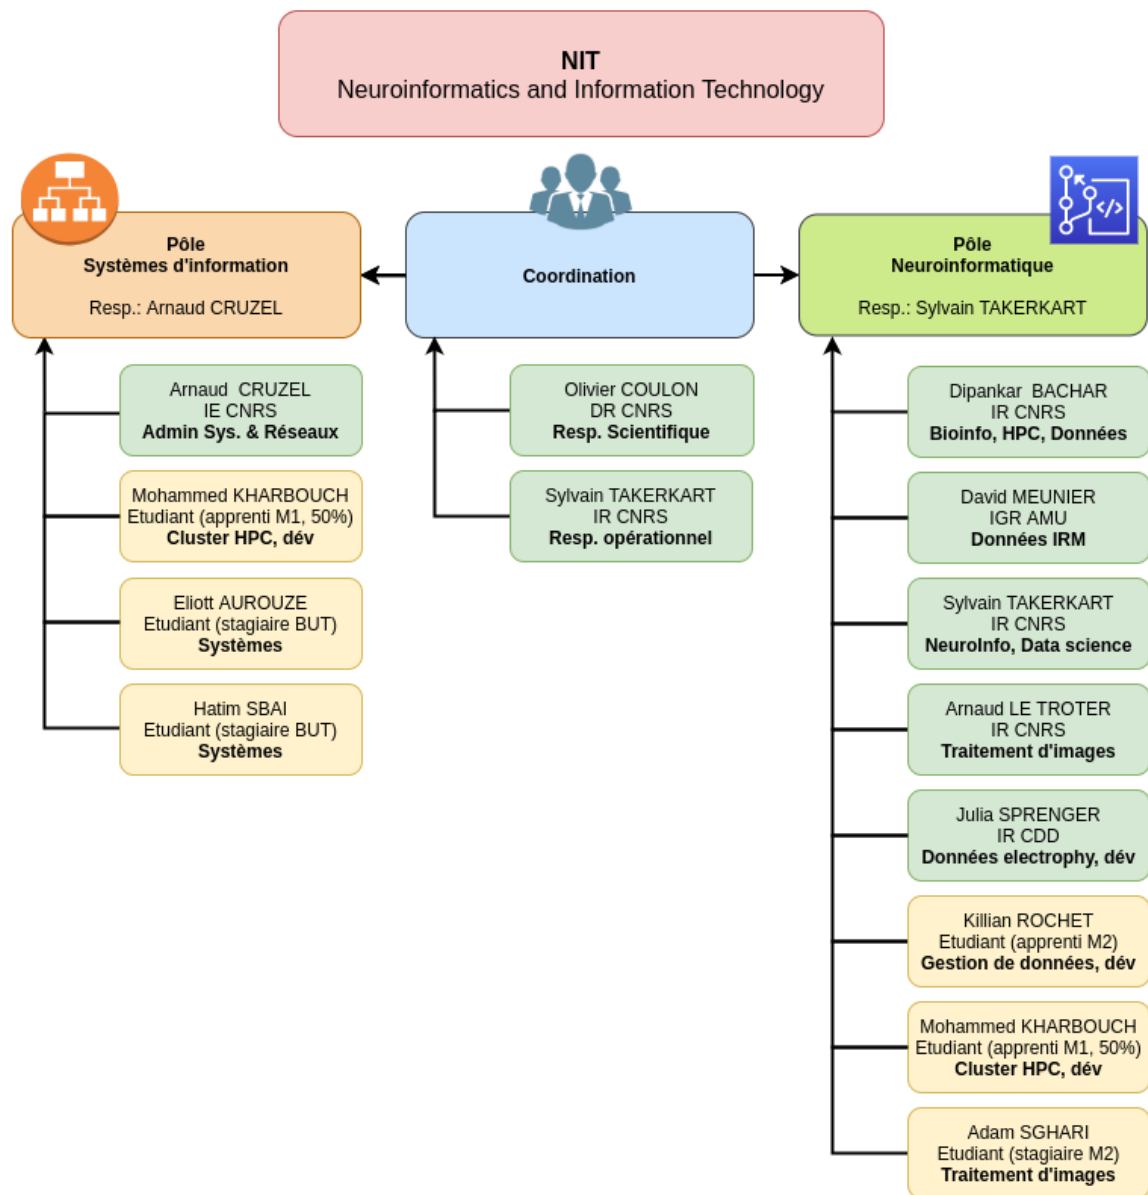 NIT
Neuroinformatics and Information Technology
Pôle
Systèmes d'information
Resp.: Arnaud CRUZEL
Arnaud CRUZEL
IE CNRS
Admin Sys. & Réseaux
Mohammed KHARBOUCH
Etudiant (apprenti M1, 50%)
Cluster HPC, dév
Eliott AUROUZE
Etudiant (stagiaire BUT)
Systèmes
Hatim SBAI
Etudiant (stagiaire BUT)
Systèmes
Coordination
Olivier COULON
DR CNRS
Resp. Scientifique
Sylvain TAKERKART
IR CNRS
Resp. opérationnel
</>
Pôle
Neuroinformatique
Resp.: Sylvain TAKERKART
Dipankar BACHAR
IR CNRS
Bioinfo, HPC, Données
David MEUNIER
IGR AMU
Données IRM
Sylvain TAKERKART
IR CNRS
NeuroInfo, Data science
Arnaud LE TROTER
IR CNRS
Traitement d'images
Julia SPRENGER
IR CDD
Données electrophy, dév
Killian ROCHET
Etudiant (apprenti M2)
Gestion de données, dév
Mohammed KHARBOUCH
Etudiant (apprenti M1, 50%)
Cluster HPC, dév
Adam SGHARI
Etudiant (stagiaire M2)
Traitement d'images